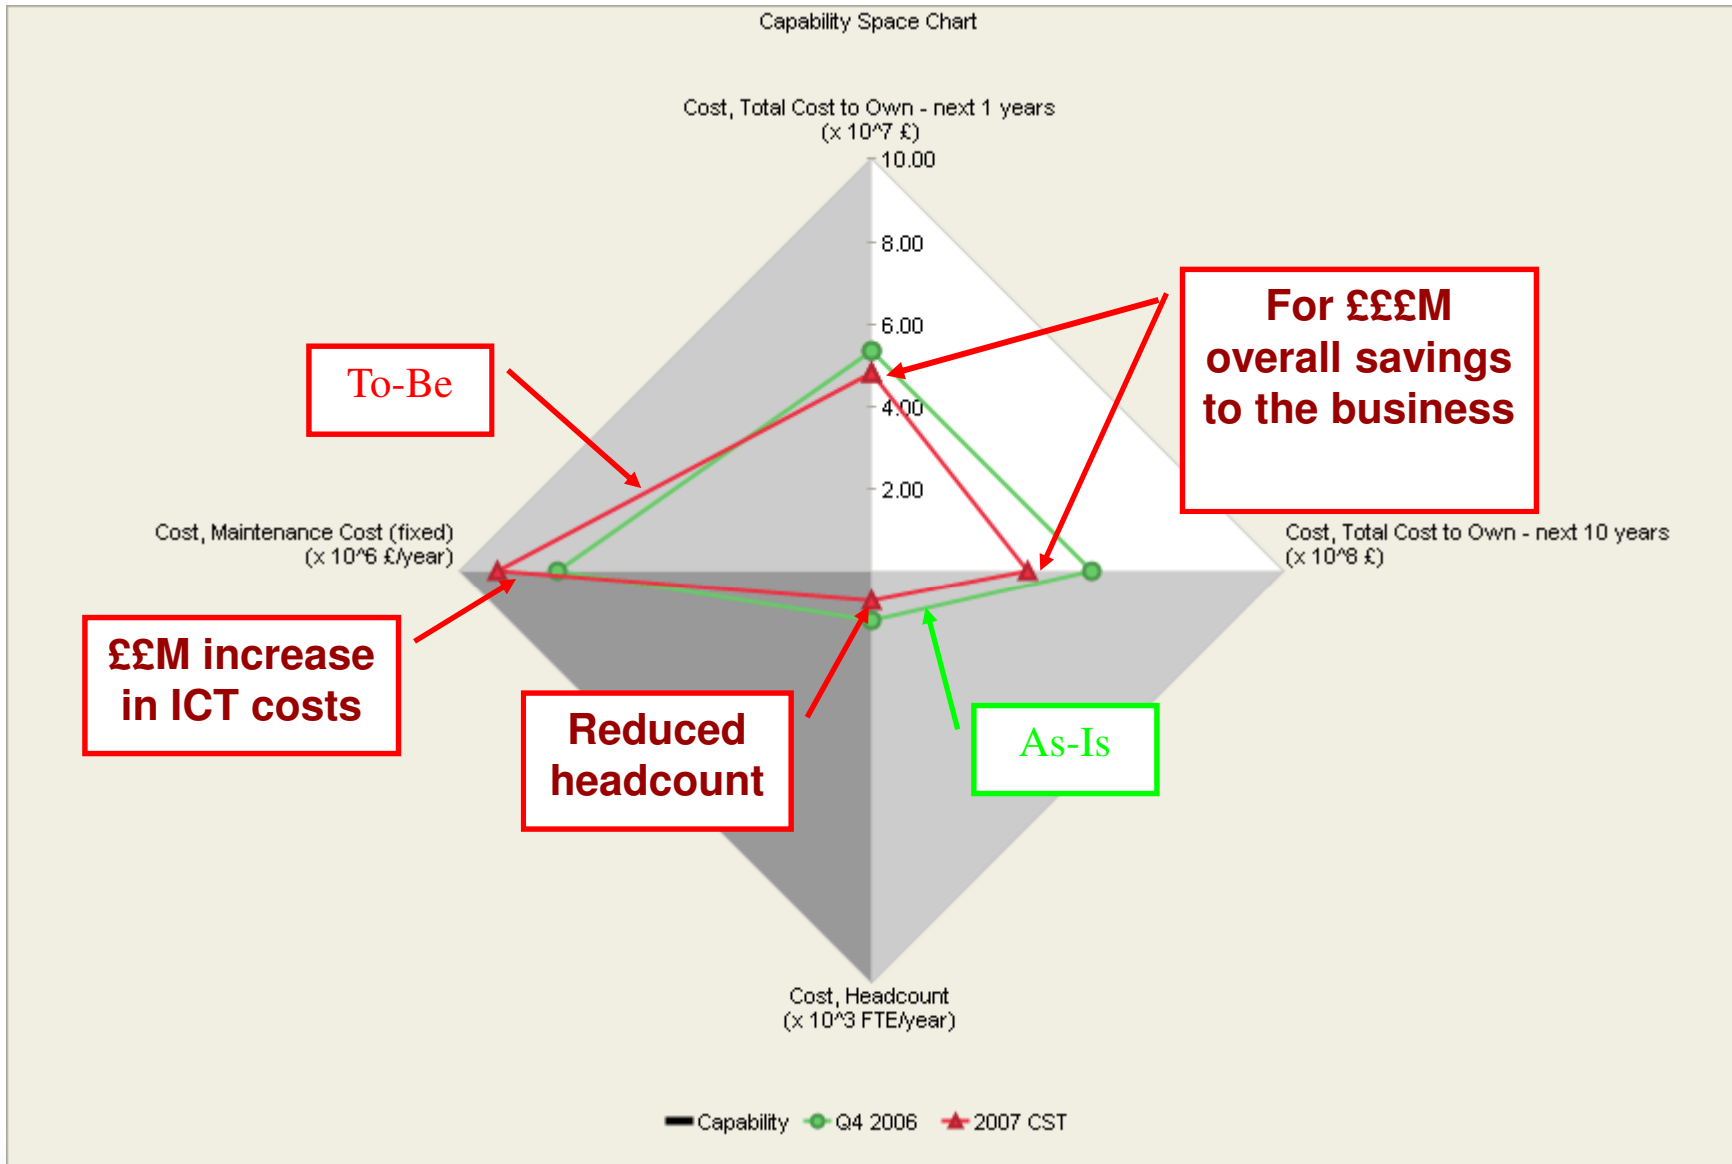 Capability Space Chart
Cost, Total Cost to Own - next 1 years
(x 10^7 £)
10.00
8.00
6.00
4.00
2.00
For £££M
overall savings
to the business
To-Be
Cost, Maintenance Cost (fixed)
(x 10^6 £/year)
Cost, Total Cost to Own - next 10 years
(x 10^8 £)
££M increase
in ICT costs
Reduced
headcount
As-Is
Cost, Headcount
(x 10^3 FTE/year)
Capability Q4 2006 2007 CST